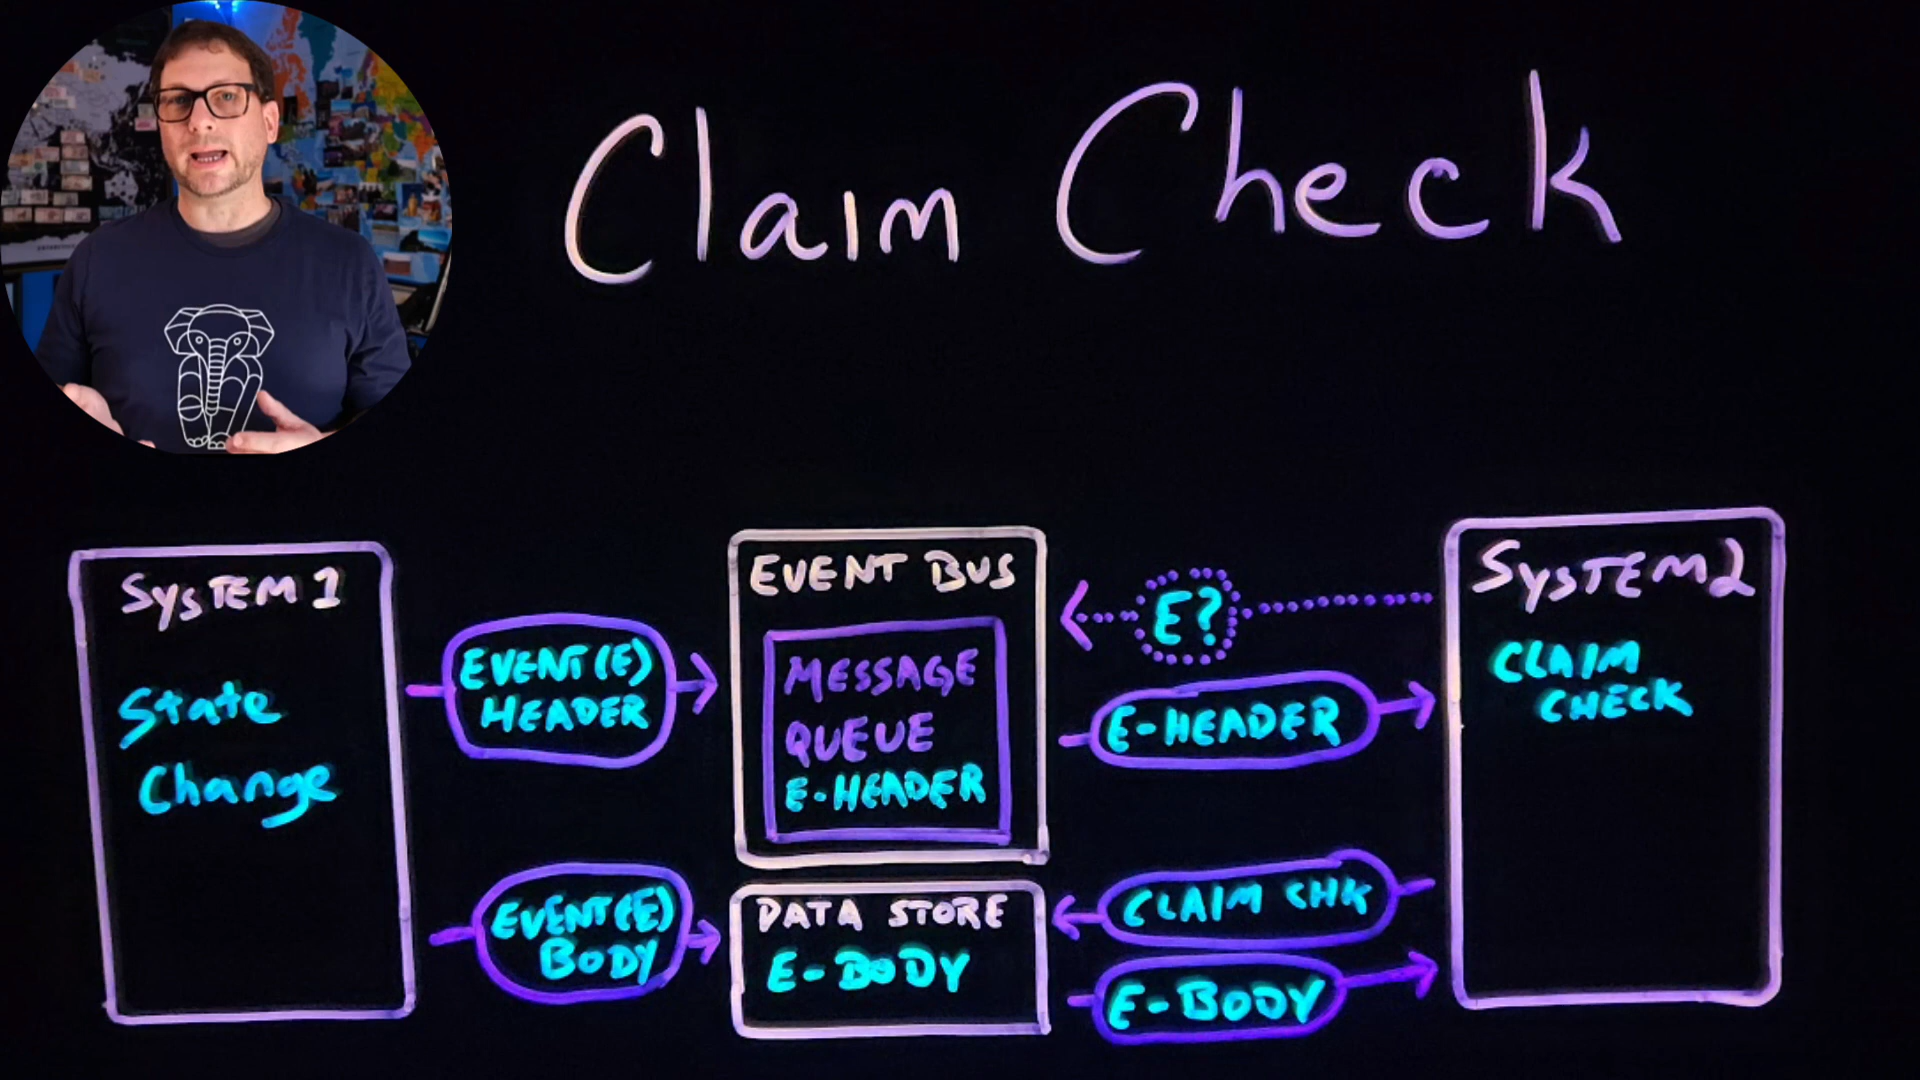 Claim Check
SYSTEM 1
State
Change
EVENT(E)
HEADER
EVENT(E)
BODY
EVENT BUS
MESSAGE
QUEUE
E-HEADER
DATA STORE
E-BODY
E?
E-HEADER
CLAIM CHK
E-BODY
SYSTEM 2
CLAIM
CHECK